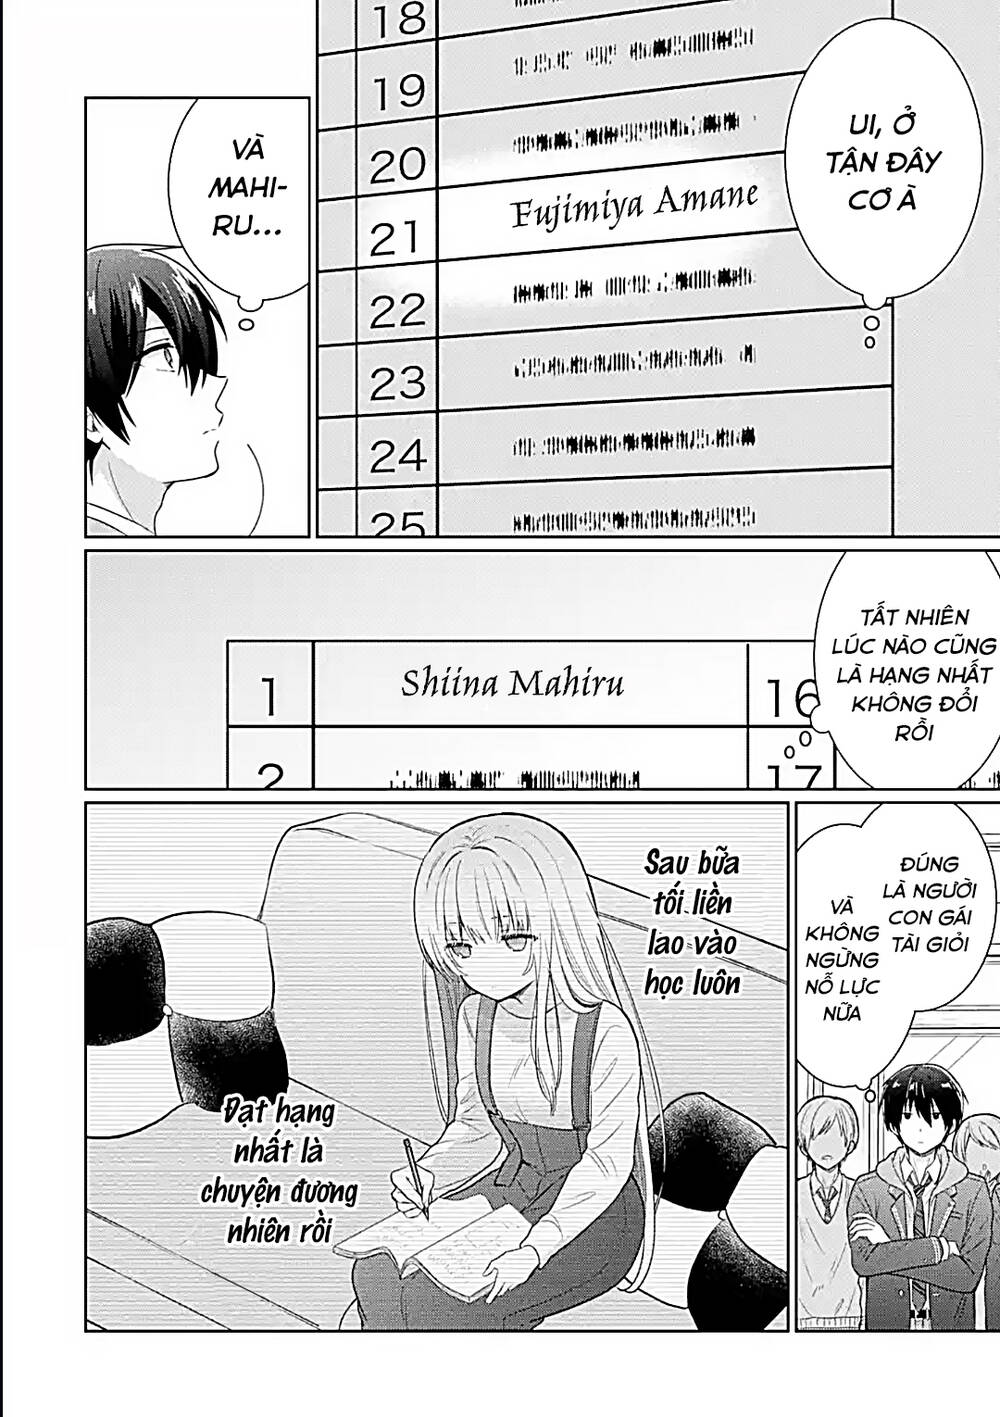 18
19
20
21 Fujimiya Amane
22
23
24
25
UI, Ở
TẬN ĐÂY
CƠ À
VÀ
MAHI-
RU...
TẤT NHIÊN
LÚC NÀO CŨNG
LÀ HẠNG NHẤT
KHÔNG ĐỔI
RỒI
1 Shiina Mahiru 16
2 17
ĐÚNG
LÀ NGƯỜI
CON GÁI
TÀI GIỎI
VÀ
KHÔNG
NGỪNG
NỖ LỰC
NỮA
Sau bữa
tối liền
lao vào
học luôn
Đạt hạng
nhất là
chuyện đương
nhiên rồi